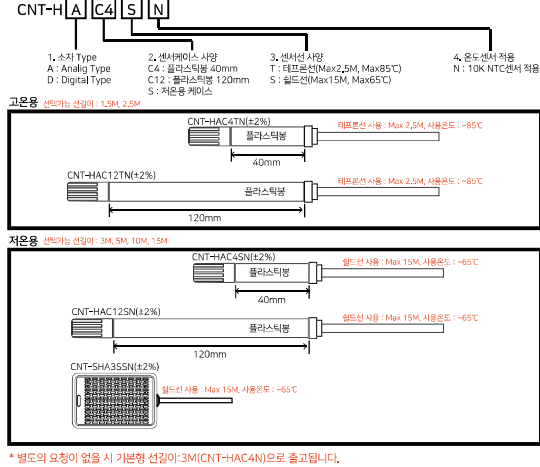 CNT-H A C4 S N
1. 소자 Type
A : Analig Type
D : Digital Type
2. 센서케이스 사양
C4 : 플라스틱봉 40mm
C12 : 플라스틱봉 120mm
S : 저온용 케이스
3. 센서선 사양
T : 테프론선(Max2.5M, Max85℃)
S : 쉴드선(Max15M, Max65℃)
4. 온도센서 적용
N : 10K NTC센서 적용
고온용 선택가능 선길이 : 1.5M, 2.5M
CNT-HAC4TN(±2%)
테프론선 사용 : Max 2.5M, 사용온도 : ~85℃
플라스틱봉
40mm
CNT-HAC12TN(±2%)
테프론선 사용 : Max 2.5M, 사용온도 : ~85℃
플라스틱봉
120mm
저온용 선택가능 선길이 : 3M, 5M, 10M, 15M
CNT-HAC4SN(±2%)
쉴드선 사용 : Max 15M, 사용온도 : ~65℃
플라스틱봉
40mm
CNT-HAC12SN(±2%)
쉴드선 사용 : Max 15M, 사용온도 : ~65℃
플라스틱봉
120mm
CNT-SHA3SSN(±2%)
쉴드선 사용 : Max 15M, 사용온도 : ~65℃
* 별도의 요청이 없을 시 기본형 선길이:3M(CNT-HAC4N)으로 출고됩니다.